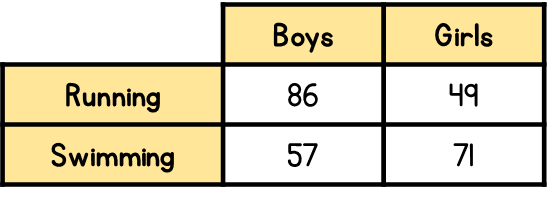 Boys Girls
Running 86 49
Swimming 57 71